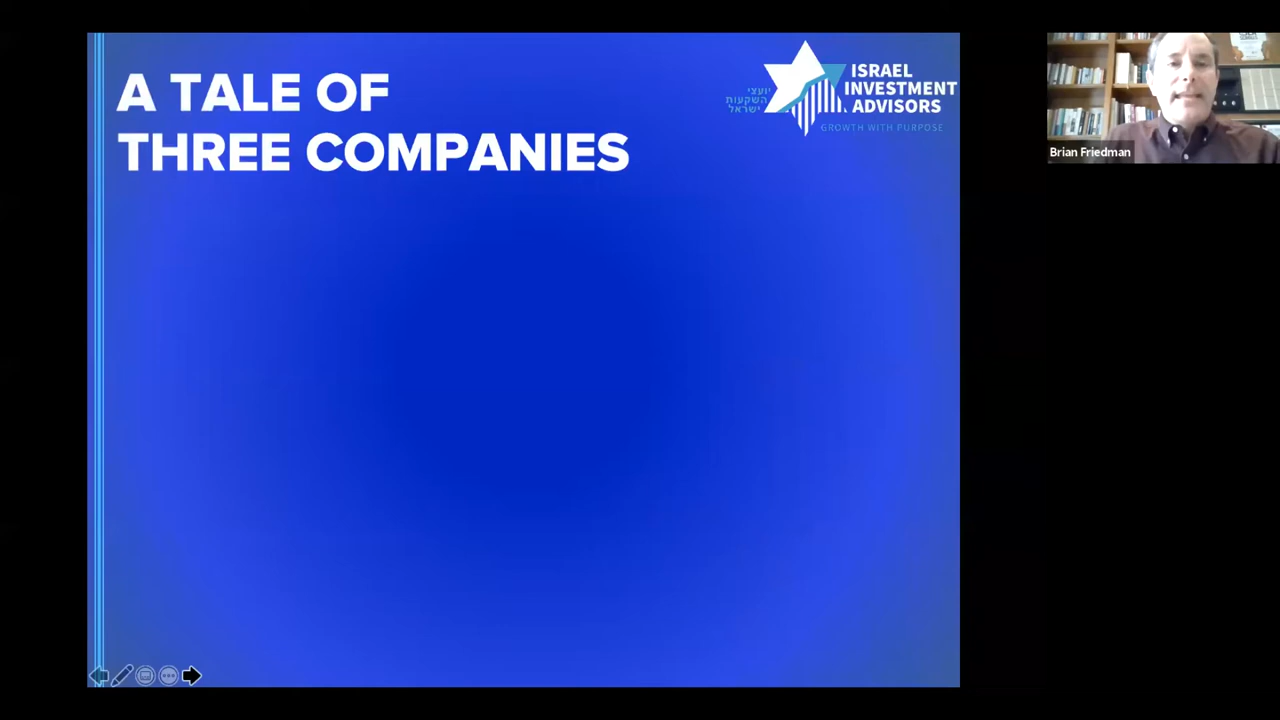 A TALE OF
THREE COMPANIES
יועצי
השקעות
ישראל
ISRAEL
INVESTMENT
ADVISORS
GROWTH WITH PURPOSE
Brian Friedman